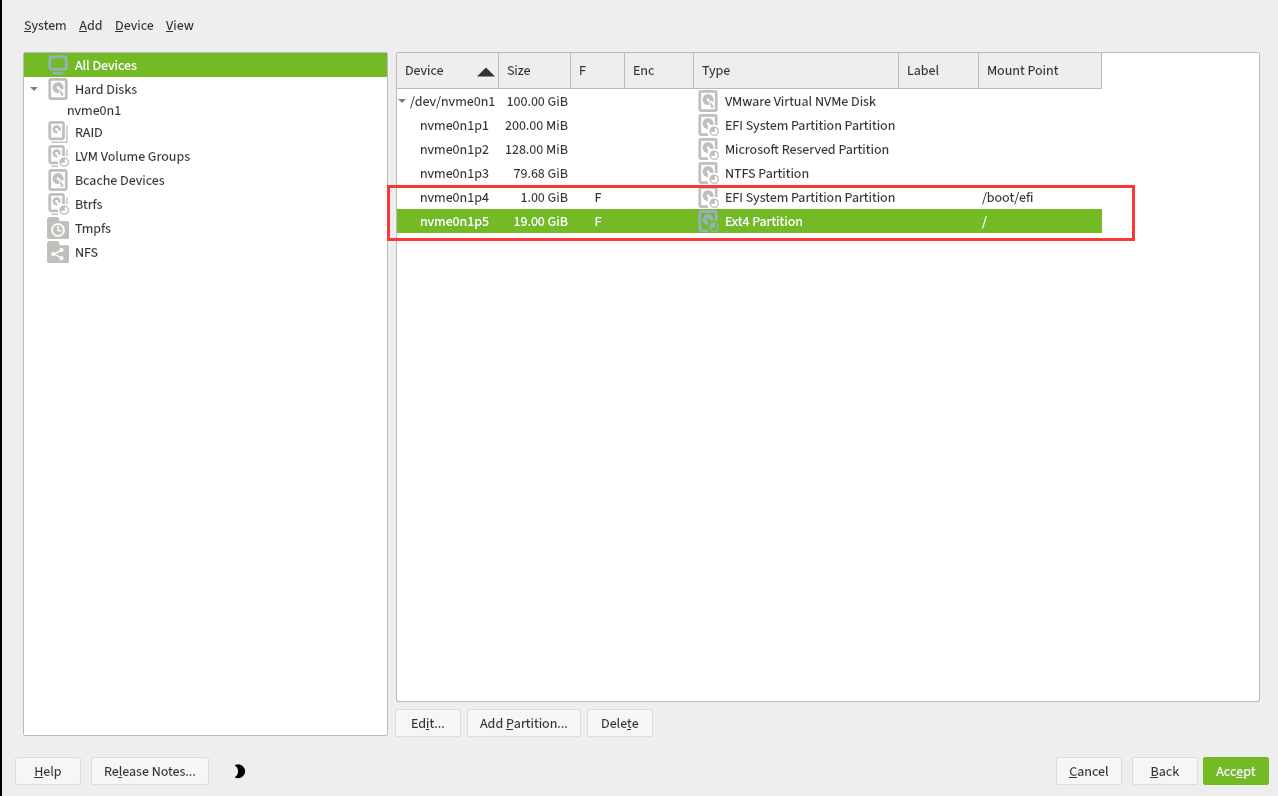 System Add Device View
All Devices
Hard Disks
nvme0n1
RAID
LVM Volume Groups
Bcache Devices
Btrfs
Tmpfs
NFS
Device Size F Enc Type Label Mount Point
/dev/nvme0n1 100.00 GiB VMware Virtual NVMe Disk
nvme0n1p1 200.00 MiB EFI System Partition Partition
nvme0n1p2 128.00 MiB Microsoft Reserved Partition
nvme0n1p3 79.68 GiB NTFS Partition
nvme0n1p4 1.00 GiB F EFI System Partition Partition /boot/efi
nvme0n1p5 19.00 GiB F Ext4 Partition /
Edit... Add Partition... Delete
Help Release Notes... Cancel Back Accept